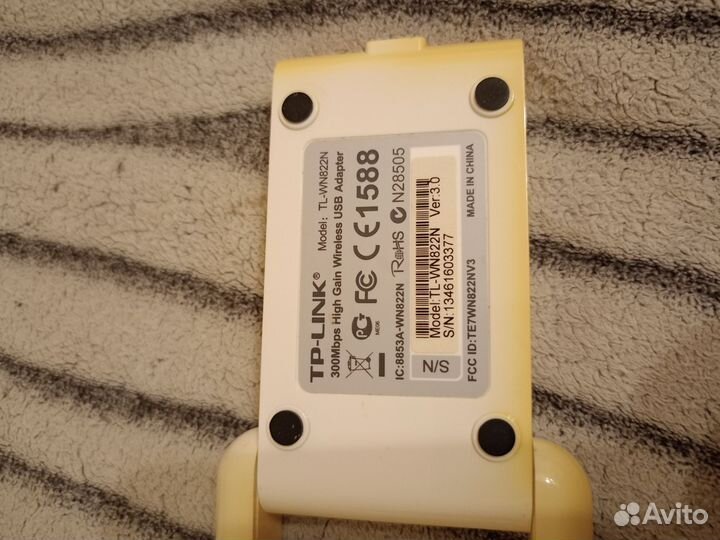 TP-LINK®
Model: TL-WN822N
300Mbps High Gain Wireless USB Adapter
FC CE1588
ME06
IC:8853A-WN822N RoHS N28505
S/N
Model:TL-WN822N Ver:3.0
S/N:13461603377
FCC ID:TE7WN822NV3 MADE IN CHINA
Avito